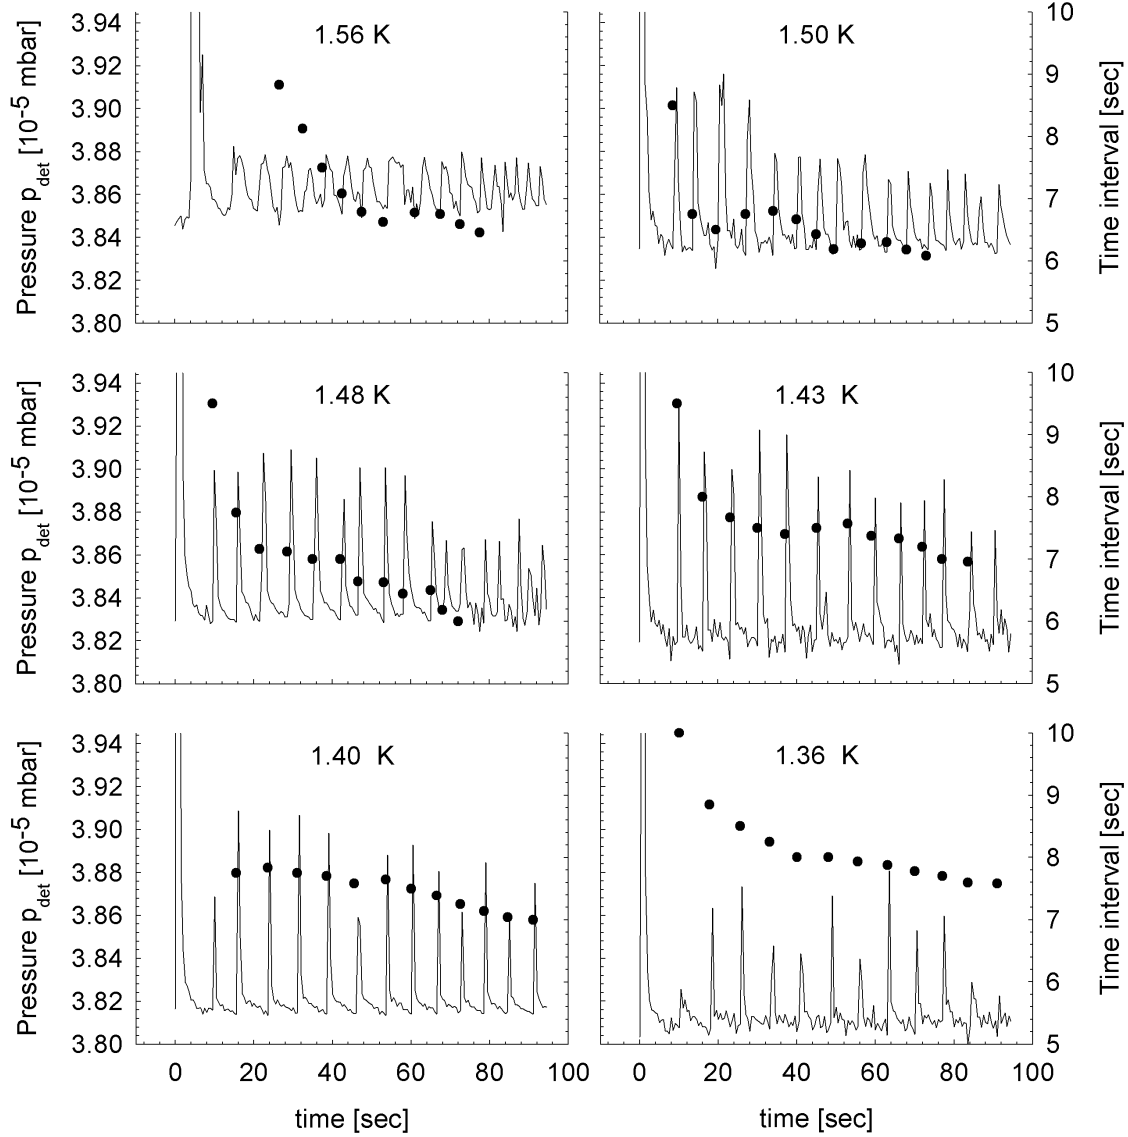 1.56 K
1.50 K
3.94
3.92
3.90
3.88
3.86
3.84
3.82
3.80
Pressure p_det [10^-5 mbar]
10
9
8
7
6
5
Time interval [sec]
1.48 K
1.43 K
3.94
3.92
3.90
3.88
3.86
3.84
3.82
3.80
Pressure p_det [10^-5 mbar]
10
9
8
7
6
5
Time interval [sec]
1.40 K
1.36 K
3.94
3.92
3.90
3.88
3.86
3.84
3.82
3.80
Pressure p_det [10^-5 mbar]
10
9
8
7
6
5
Time interval [sec]
0 20 40 60 80 100
0 20 40 60 80 100
time [sec]
time [sec]